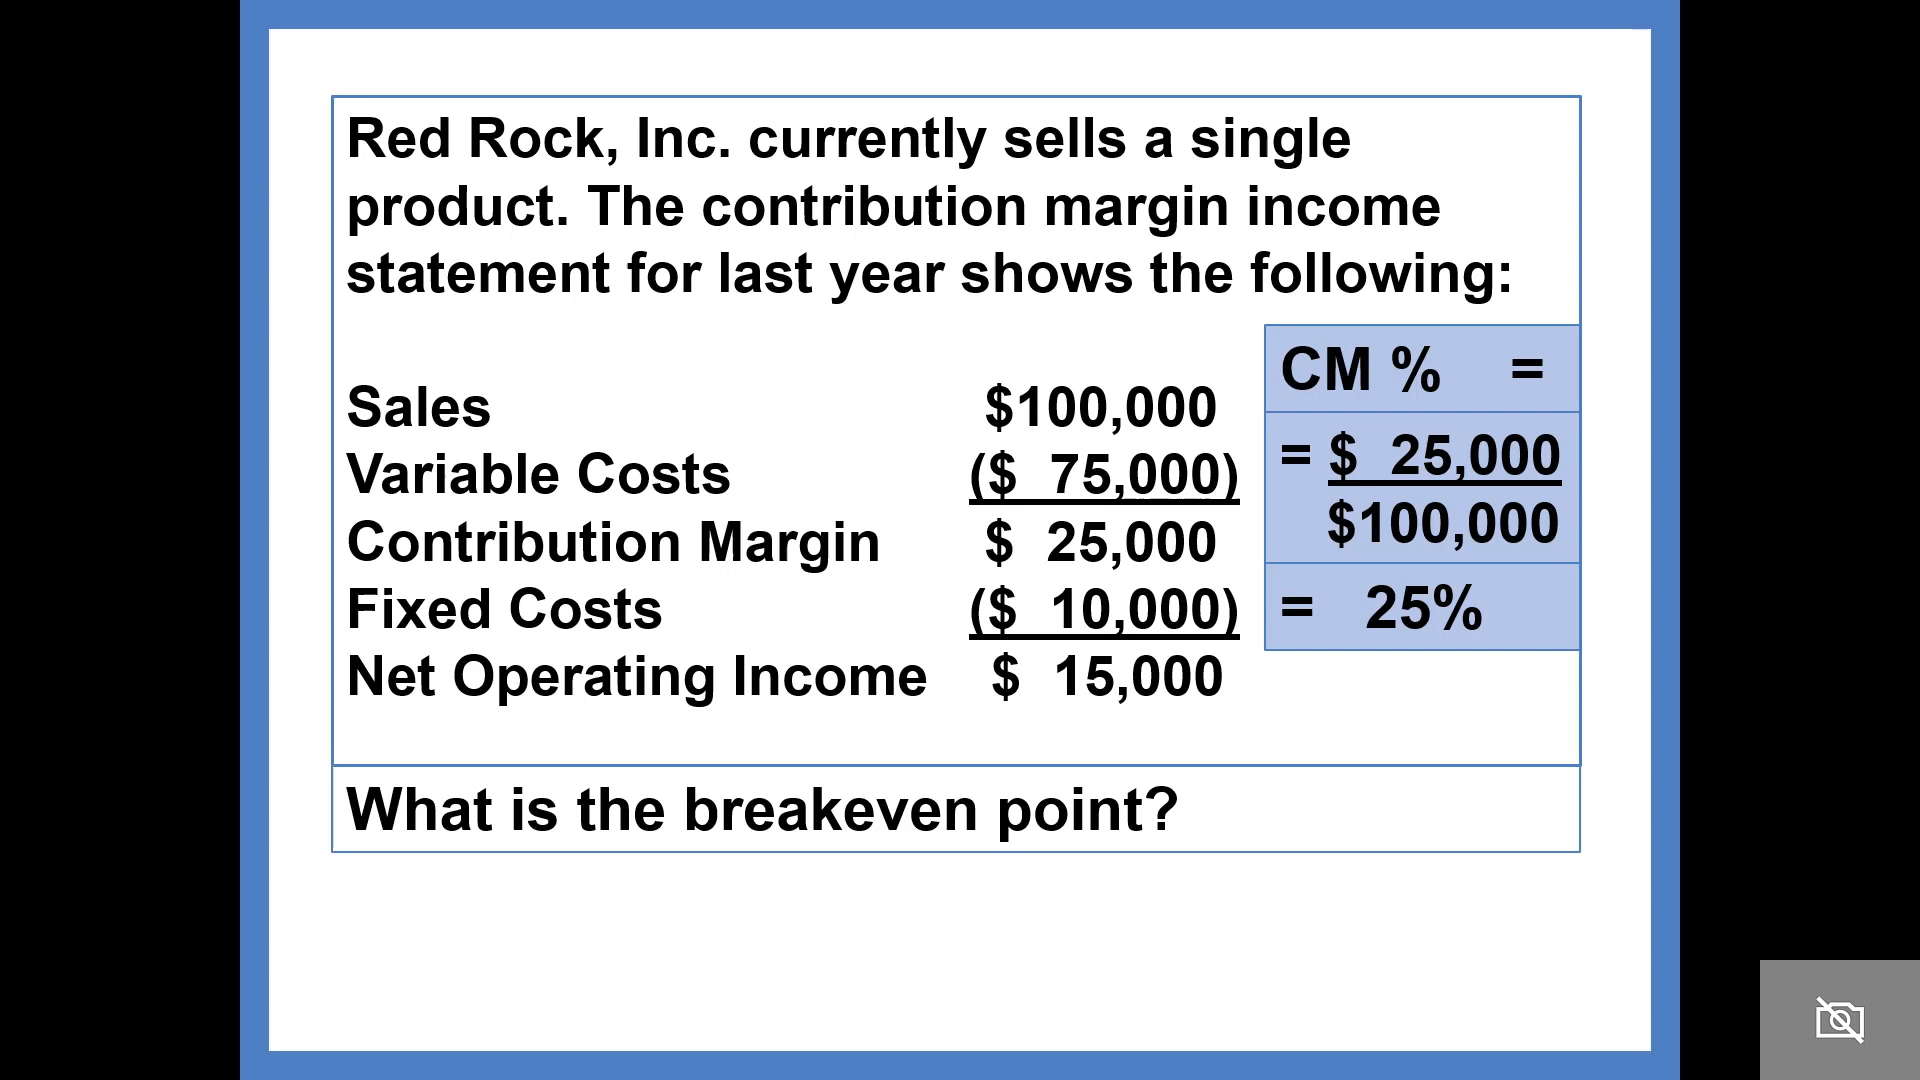 Red Rock, Inc. currently sells a single
product. The contribution margin income
statement for last year shows the following:
CM % =
Sales $100,000
= $ 25,000
Variable Costs ($ 75,000)
$100,000
Contribution Margin $ 25,000
Fixed Costs ($ 10,000)
= 25%
Net Operating Income $ 15,000
What is the breakeven point?